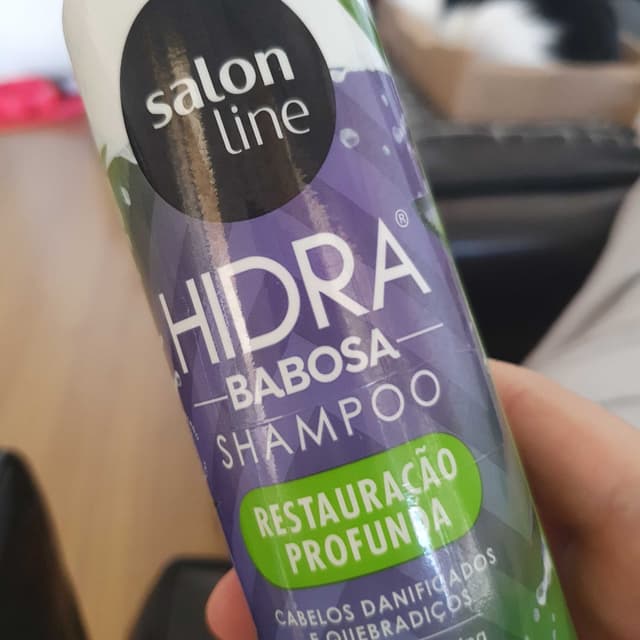 salon
line
HIDRA®
BABOSA
SHAMPOO
RESTAURAÇÃO
PROFUNDA
CABELOS DANIFICADOS
E QUEBRADIÇOS